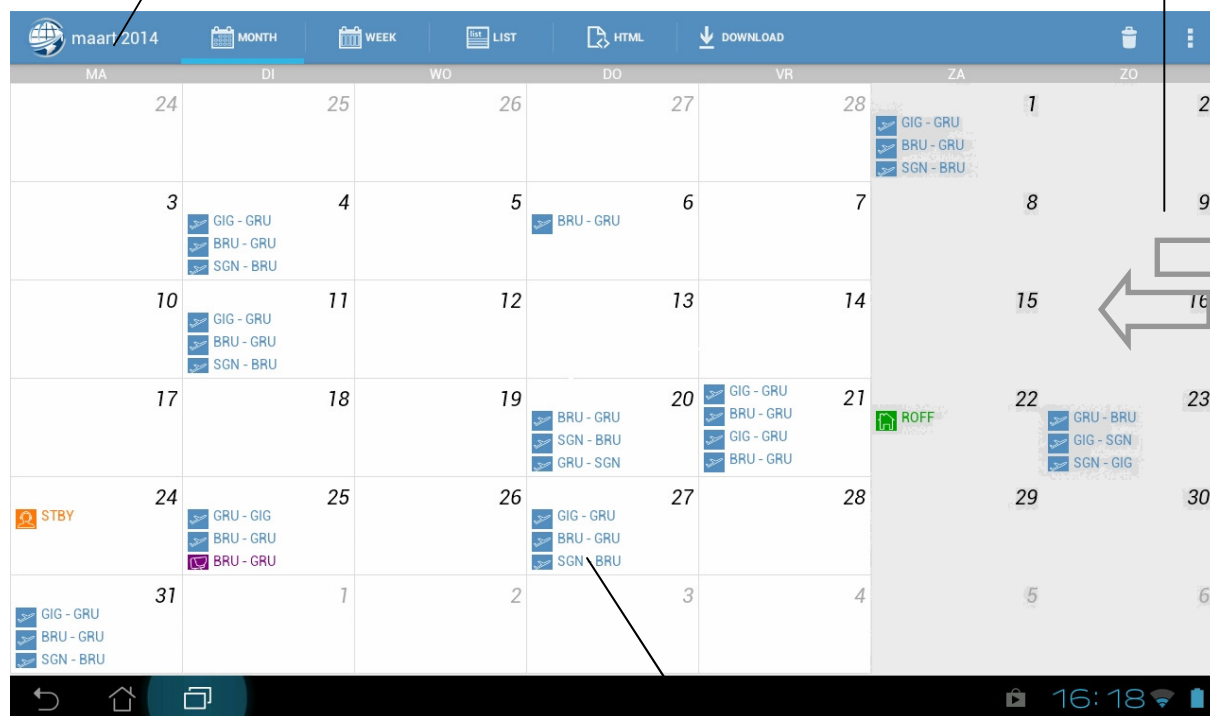 maart 2014 MONTH WEEK list LIST HTML DOWNLOAD
MA DI WO DO VR ZA ZO
24 25 26 27 28 1 2
GIG - GRU
BRU - GRU
SGN - BRU
3 4 5 6 7 8 9
GIG - GRU BRU - GRU
BRU - GRU
SGN - BRU
10 11 12 13 14 15 16
GIG - GRU
BRU - GRU
SGN - BRU
17 18 19 20 21 22 23
BRU - GRU GIG - GRU ROFF GRU - BRU
SGN - BRU BRU - GRU GIG - SGN
GRU - SGN GIG - GRU SGN - GIG
BRU - GRU
24 25 26 27 28 29 30
STBY GRU - GIG GIG - GRU
BRU - GRU BRU - GRU
BRU - GRU SGN - BRU
31 1 2 3 4 5 6
GIG - GRU
BRU - GRU
SGN - BRU
16:18